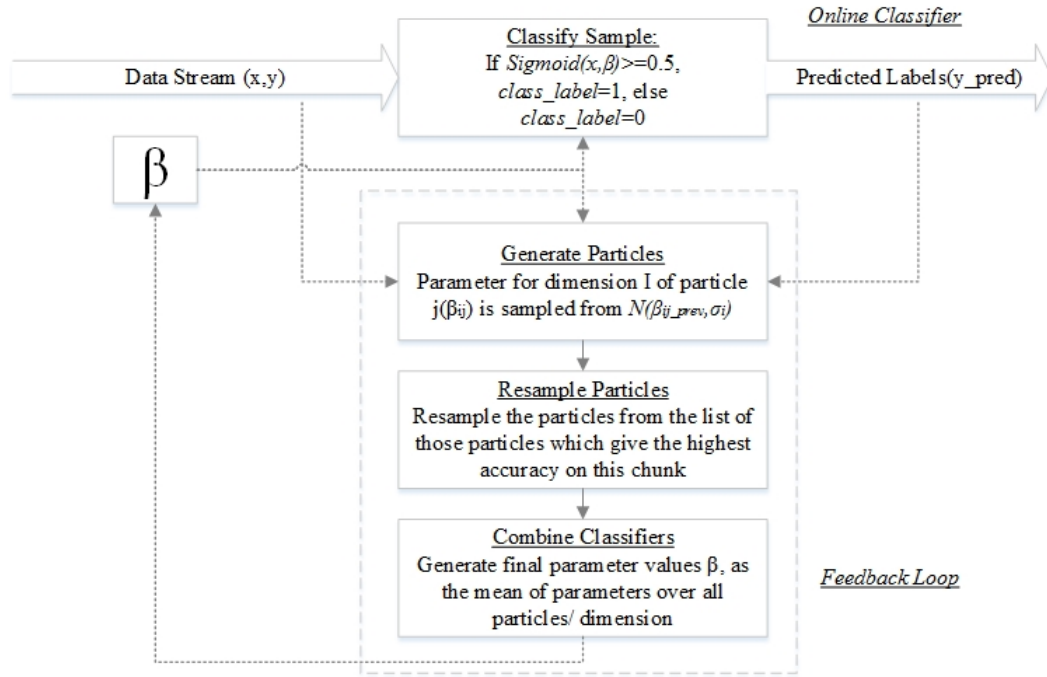 Online Classifier
Classify Sample:
If Sigmoid(x,β)>=0.5,
class_label=1, else
class_label=0
Data Stream (x,y)
Predicted Labels(y_pred)
β
Generate Particles
Parameter for dimension I of particle
j(βij) is sampled from N(βij_prev,σi)
Resample Particles
Resample the particles from the list of
those particles which give the highest
accuracy on this chunk
Combine Classifiers
Generate final parameter values β, as
the mean of parameters over all
particles/ dimension
Feedback Loop